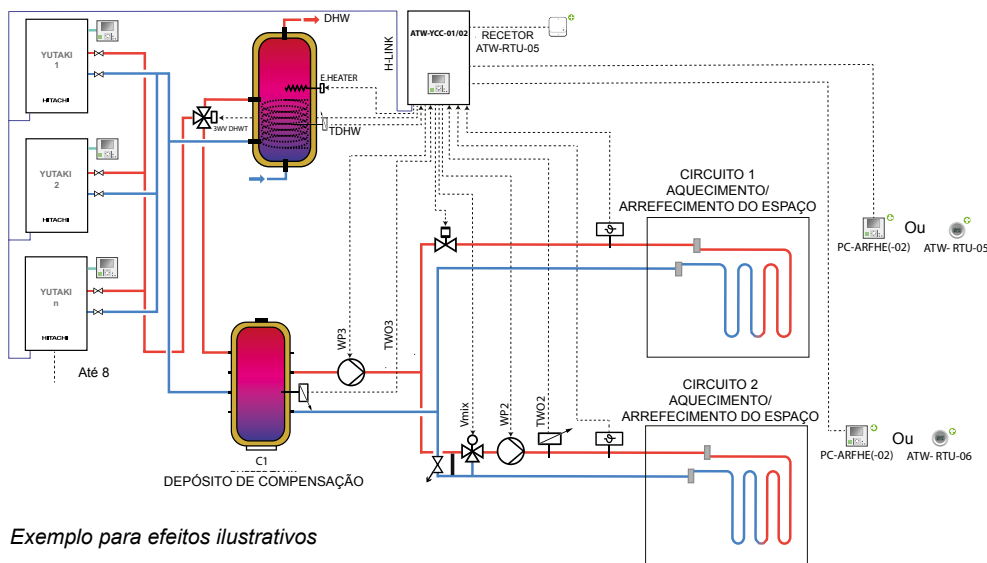 YUTAKI
1
HITACHI
YUTAKI
2
HITACHI
YUTAKI
n
HITACHI
Até 8
DHW
E.HEATER
TDHW
3WV DHWT
H-LINK
ATW-YCC-01/02
RECETOR
ATW-RTU-05
CIRCUITO 1
AQUECIMENTO/
ARREFECIMENTO DO ESPAÇO
PC-ARFHE(-02)
Ou
ATW- RTU-05
WP3
TWO3
Vmix
WP2
TWO2
CIRCUITO 2
AQUECIMENTO/
ARREFECIMENTO DO ESPAÇO
PC-ARFHE(-02)
Ou
ATW- RTU-06
C1
DEPÓSITO DE COMPENSAÇÃO
Exemplo para efeitos ilustrativos